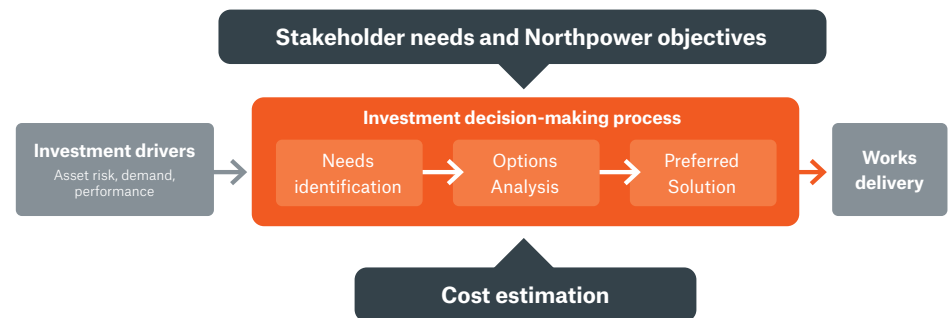 Stakeholder needs and Northpower objectives
Investment decision-making process
Investment drivers
Asset risk, demand,
performance
Needs
identification
Options
Analysis
Preferred
Solution
Works
delivery
Cost estimation